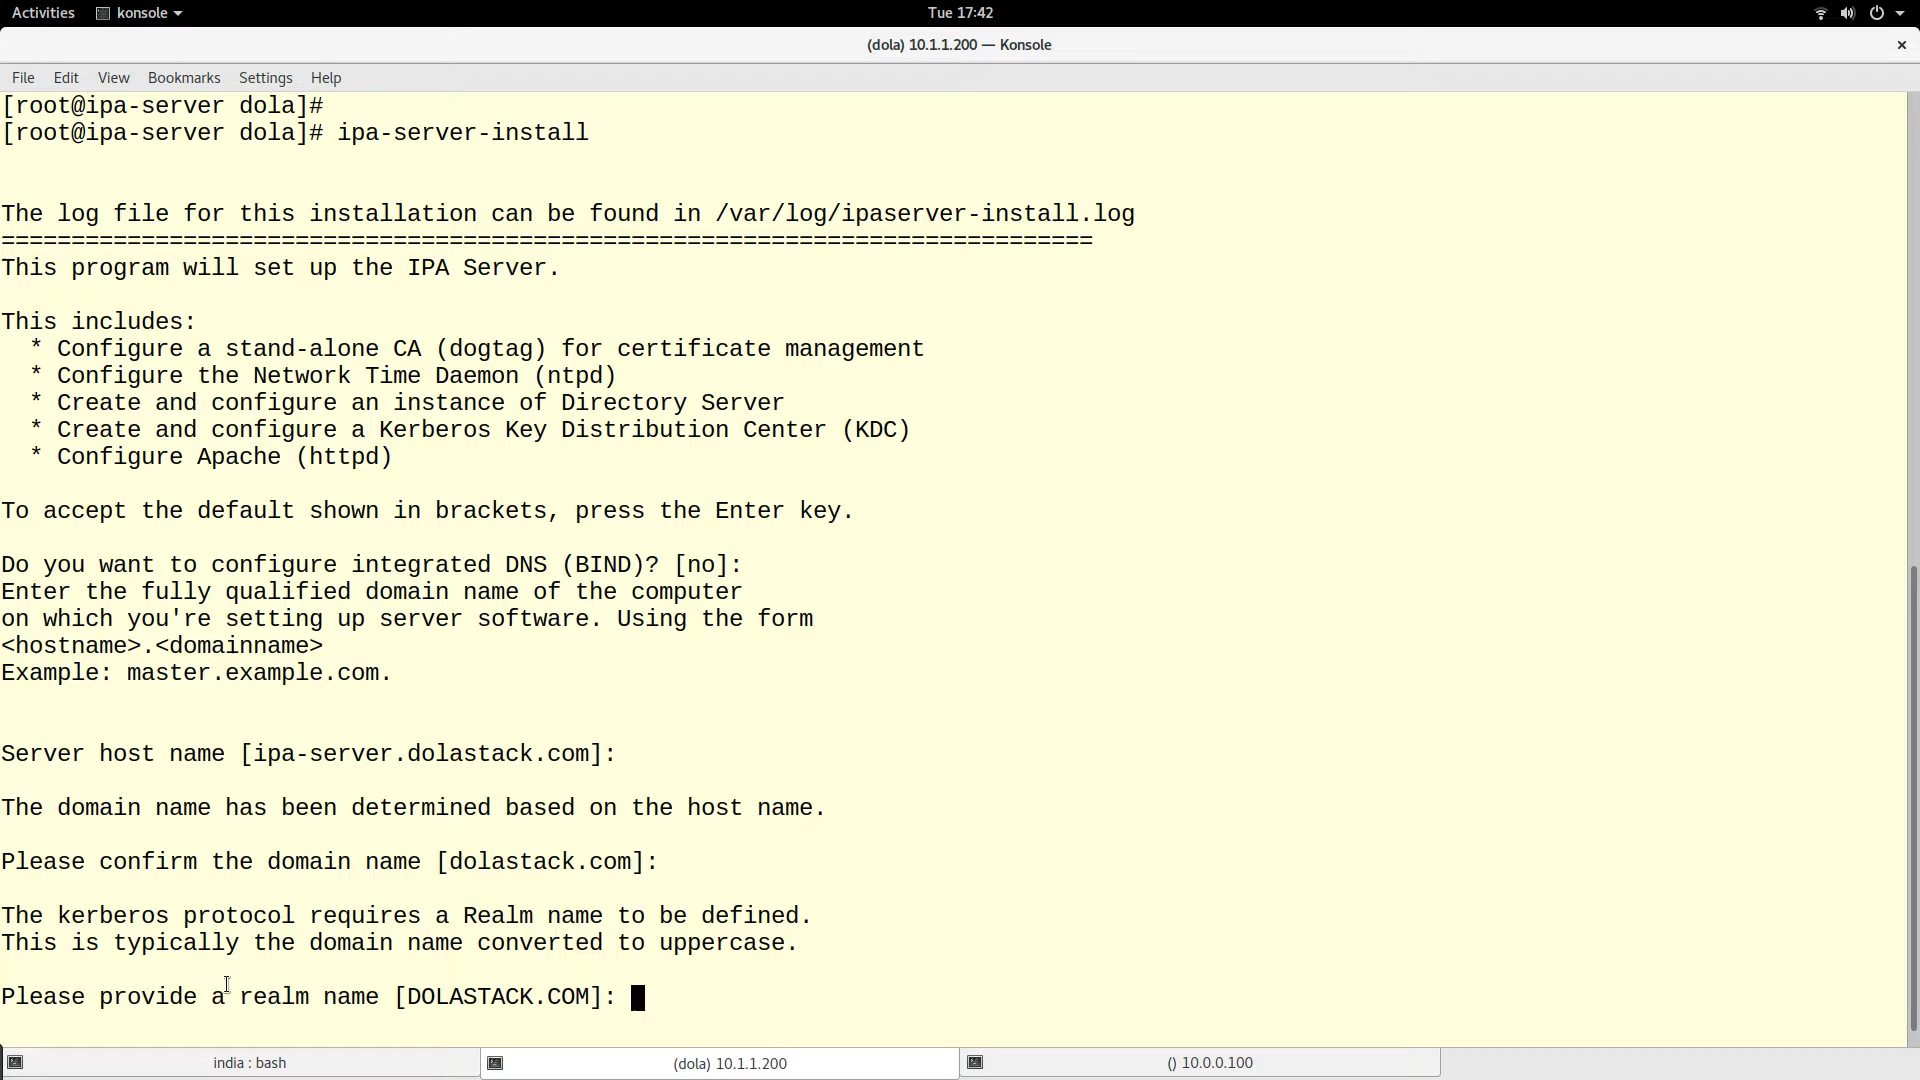 Activities konsole Tue 17:42
(dola) 10.1.1.200 — Konsole ×
File Edit View Bookmarks Settings Help
[root@ipa-server dola]#
[root@ipa-server dola]# ipa-server-install
The log file for this installation can be found in /var/log/ipaserver-install.log
==============================================================================
This program will set up the IPA Server.
This includes:
  * Configure a stand-alone CA (dogtag) for certificate management
  * Configure the Network Time Daemon (ntpd)
  * Create and configure an instance of Directory Server
  * Create and configure a Kerberos Key Distribution Center (KDC)
  * Configure Apache (httpd)
To accept the default shown in brackets, press the Enter key.
Do you want to configure integrated DNS (BIND)? [no]:
Enter the fully qualified domain name of the computer
on which you're setting up server software. Using the form
<hostname>.<domainname>
Example: master.example.com.
Server host name [ipa-server.dolastack.com]:
The domain name has been determined based on the host name.
Please confirm the domain name [dolastack.com]:
The kerberos protocol requires a Realm name to be defined.
This is typically the domain name converted to uppercase.
Please provide a realm name [DOLASTACK.COM]:
india : bash (dola) 10.1.1.200 () 10.0.0.100